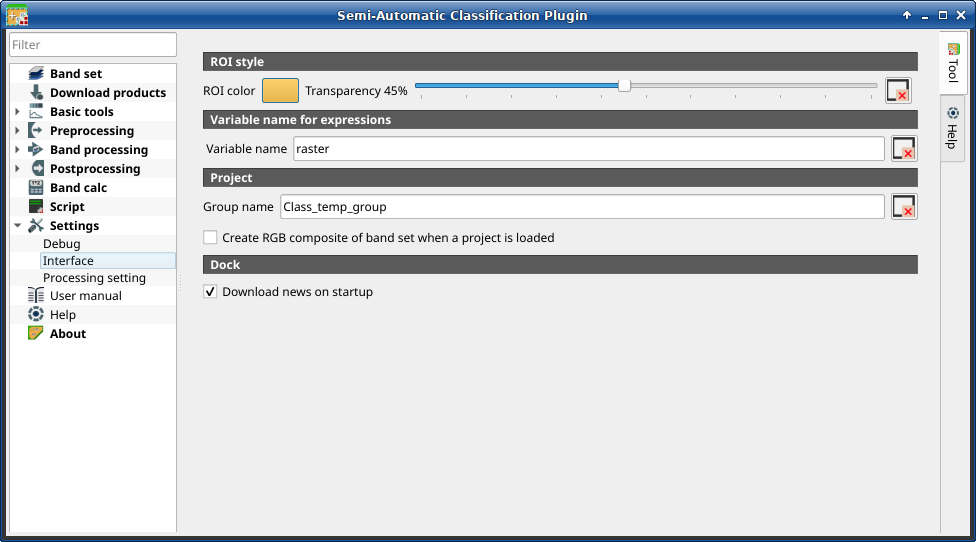 Semi-Automatic Classification Plugin
Filter
Band set
Download products
Basic tools
Preprocessing
Band processing
Postprocessing
Band calc
Script
Settings
Debug
Interface
Processing setting
User manual
Help
About
ROI style
ROI color Transparency 45%
Variable name for expressions
Variable name raster
Project
Group name Class_temp_group
Create RGB composite of band set when a project is loaded
Dock
Download news on startup
Tool
Help